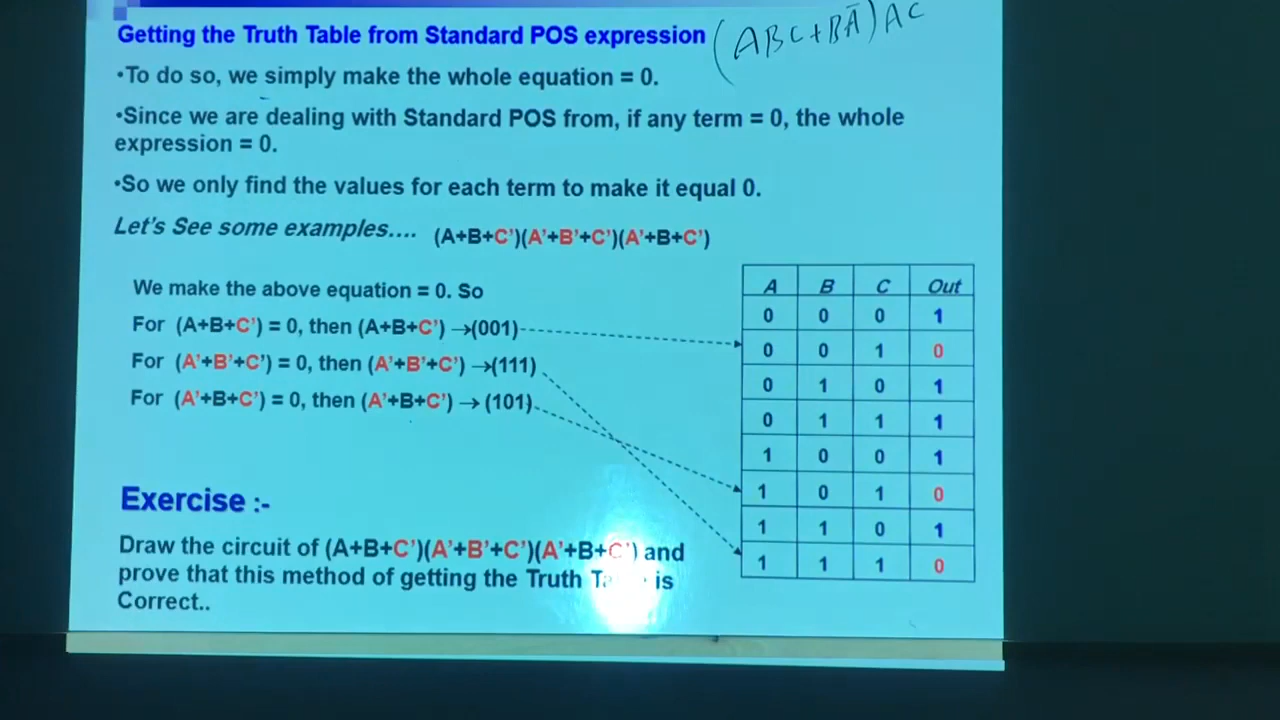 Getting the Truth Table from Standard POS expression (ABC+BĀ)AC
•To do so, we simply make the whole equation = 0.
•Since we are dealing with Standard POS from, if any term = 0, the whole
expression = 0.
•So we only find the values for each term to make it equal 0.
Let's See some examples.... (A+B+C')(A'+B'+C')(A'+B+C')
We make the above equation = 0. So
For (A+B+C') = 0, then (A+B+C') →(001)
For (A'+B'+C') = 0, then (A'+B'+C') →(111)
For (A'+B+C') = 0, then (A'+B+C') → (101)
A B C Out
0 0 0 1
0 0 1 0
0 1 0 1
0 1 1 1
1 0 0 1
1 0 1 0
1 1 0 1
1 1 1 0
Exercise :-
Draw the circuit of (A+B+C')(A'+B'+C')(A'+B+C') and
prove that this method of getting the Truth is
Correct..